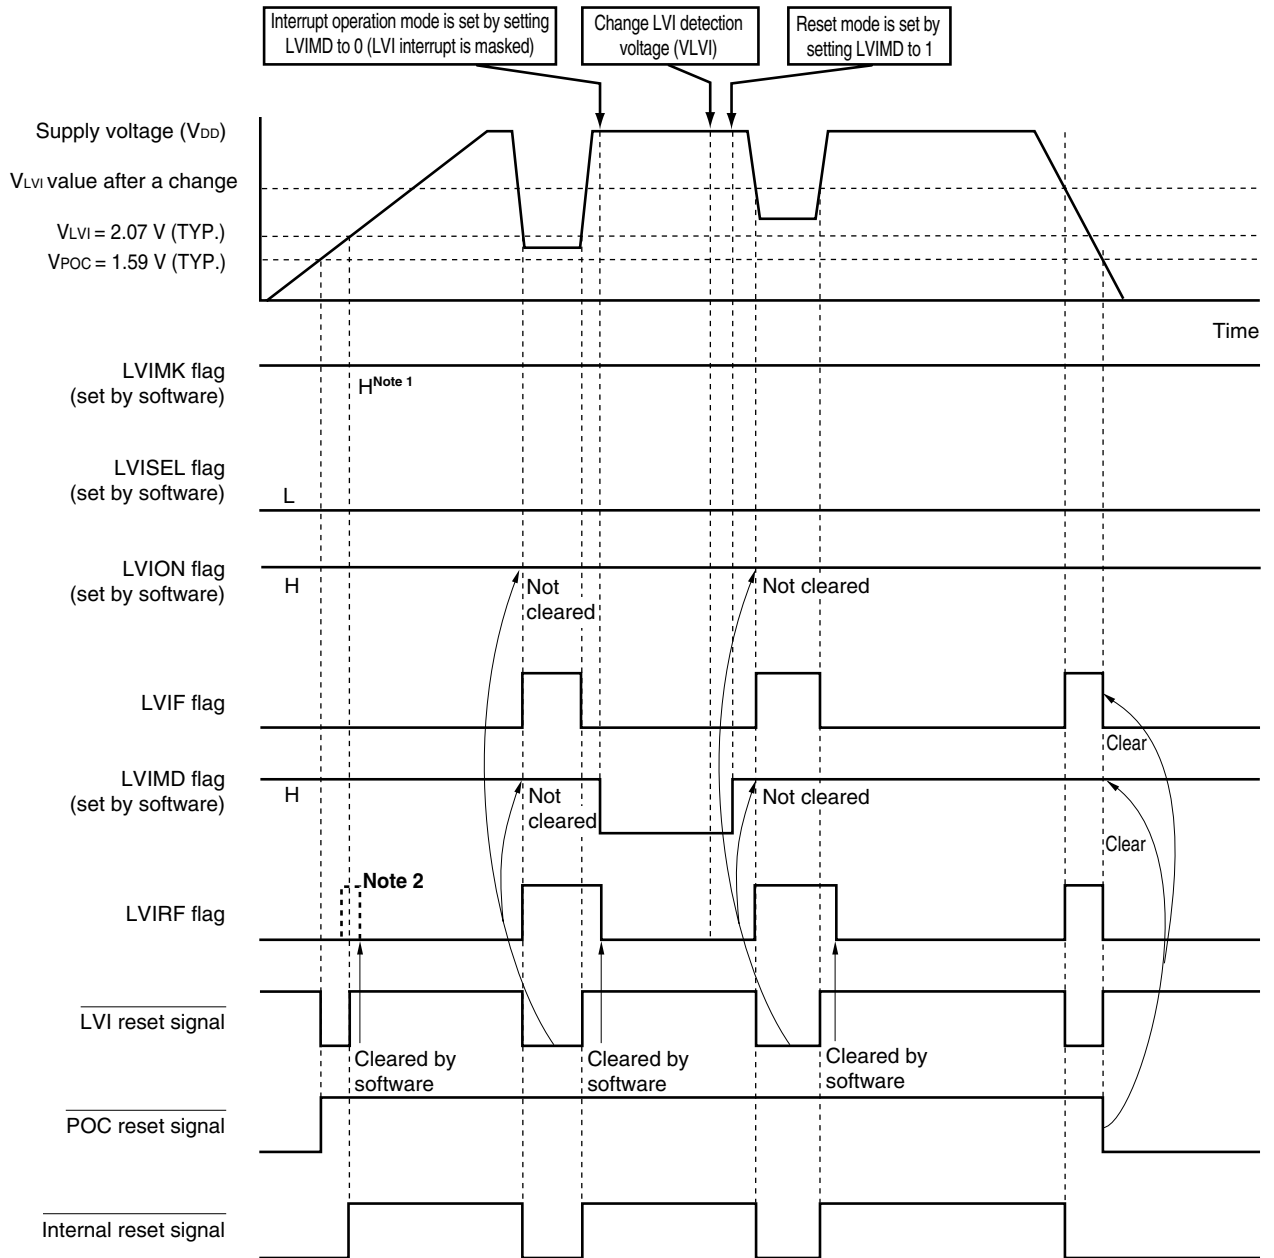 Interrupt operation mode is set by setting
LVIMD to 0 (LVI interrupt is masked)
Change LVI detection
voltage (VLVI)
Reset mode is set by
setting LVIMD to 1
Supply voltage (VDD)
VLVI value after a change
VLVI = 2.07 V (TYP.)
VPOC = 1.59 V (TYP.)
Time
LVIMK flag
(set by software)
H Note 1
LVISEL flag
(set by software)
L
LVION flag
(set by software)
H
Not
cleared
Not cleared
LVIF flag
Clear
LVIMD flag
(set by software)
H
Not
cleared
Not cleared
Clear
Note 2
LVIRF flag
LVI reset signal
Cleared by
software
Cleared by
software
Cleared by
software
POC reset signal
Internal reset signal